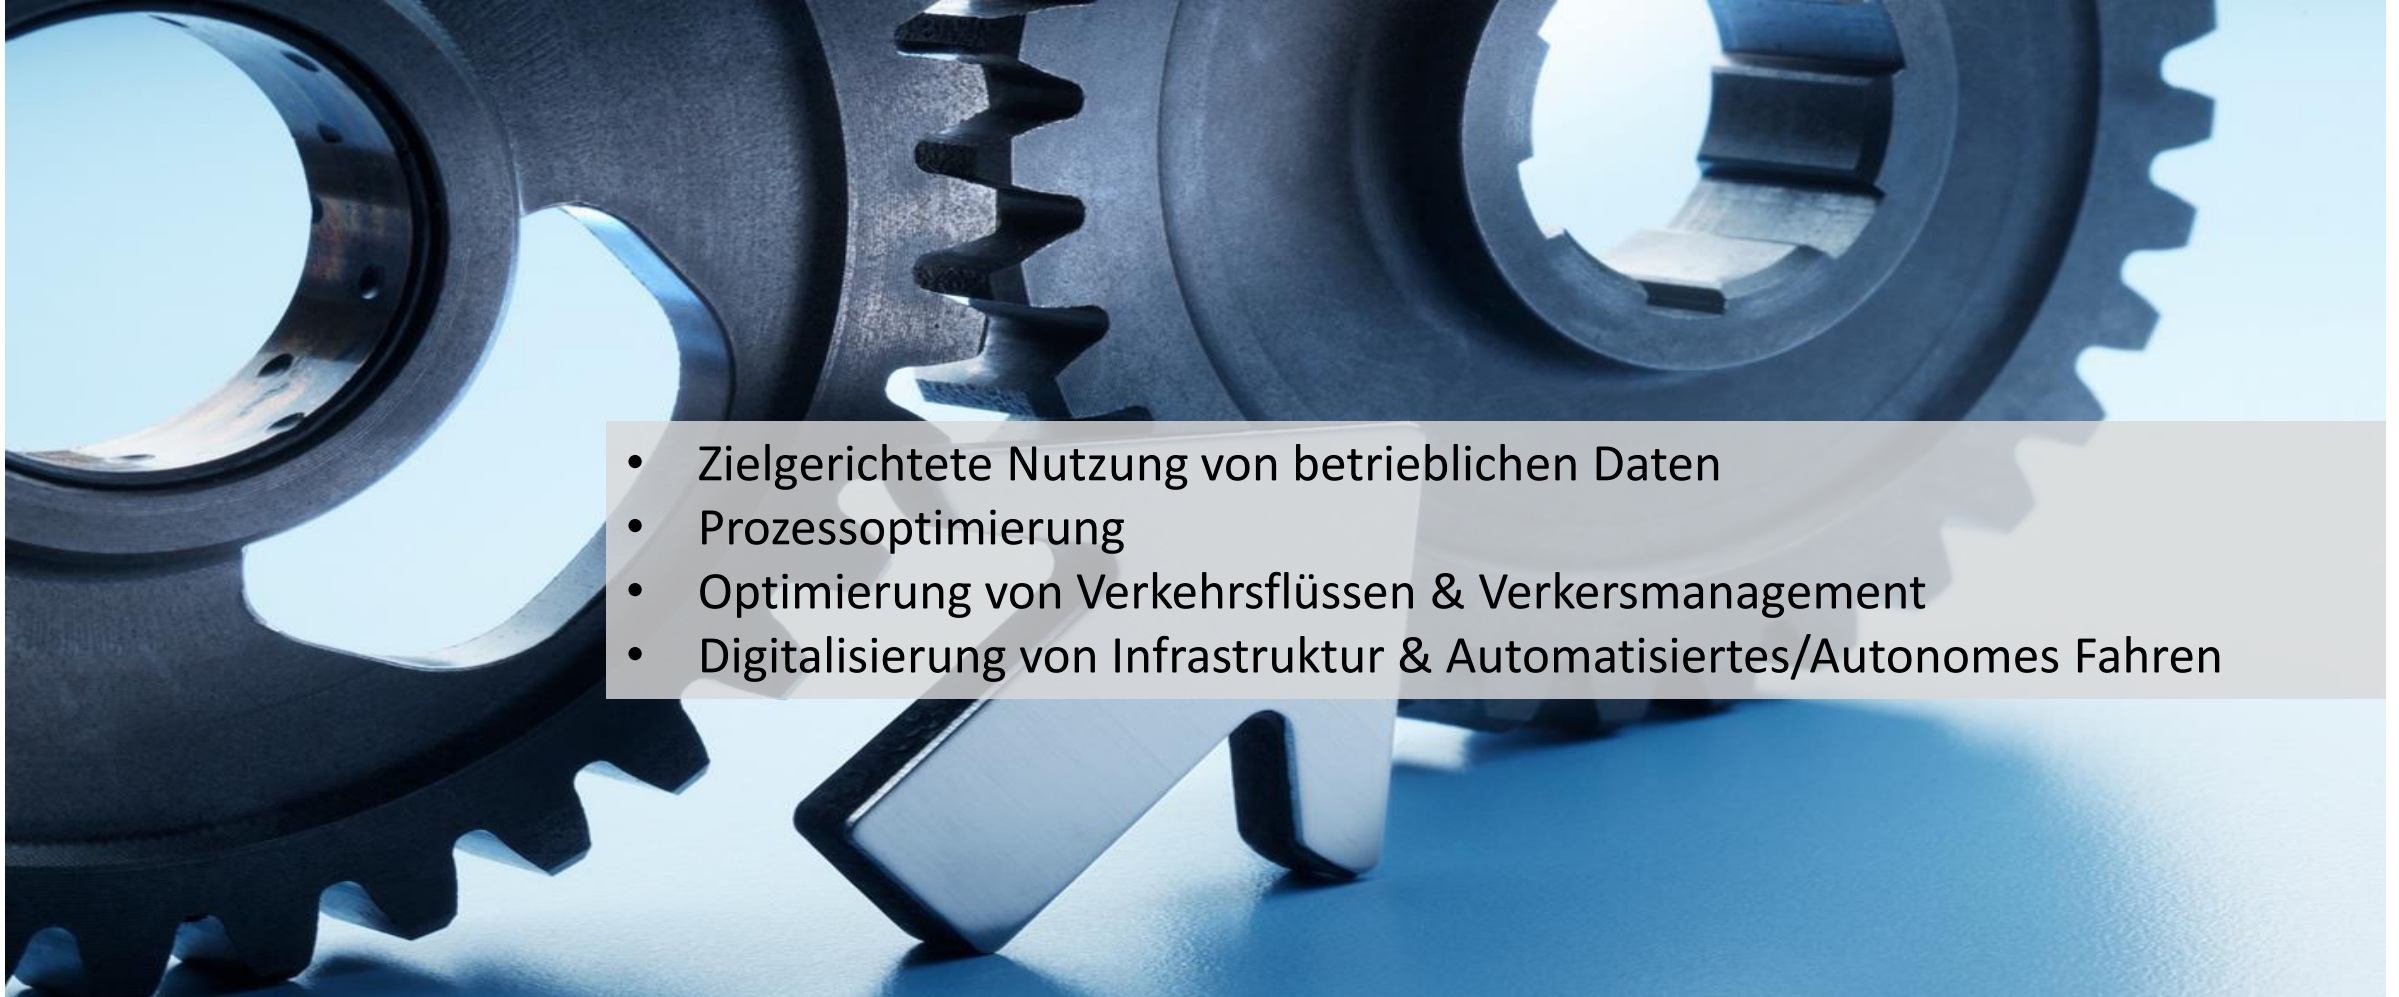 • Zielgerichtete Nutzung von betrieblichen Daten
• Prozessoptimierung
• Optimierung von Verkehrsflüssen & Verkersmanagement
• Digitalisierung von Infrastruktur & Automatisiertes/Autonomes Fahren